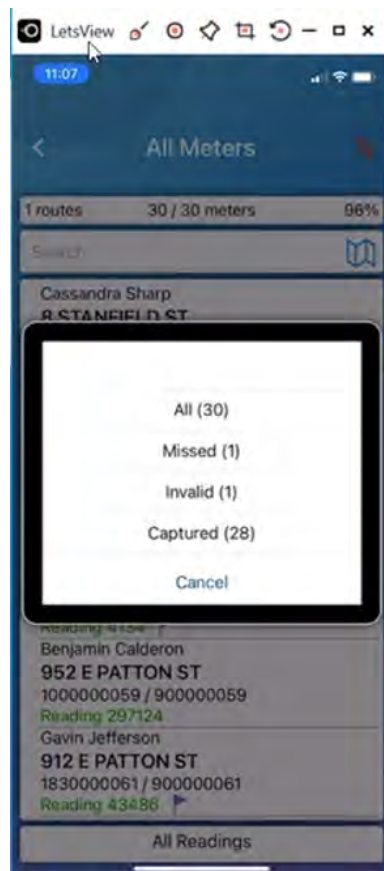 LetsView
11:07
All Meters
1 routes 30 / 30 meters 96%
Search
Cassandra Sharp
8 STANFIELD ST
All (30)
Missed (1)
Invalid (1)
Captured (28)
Cancel
Reading 4134
Benjamin Calderon
952 E PATTON ST
1000000059 / 900000059
Reading 297124
Gavin Jefferson
912 E PATTON ST
1830000061 / 900000061
Reading 43486
All Readings